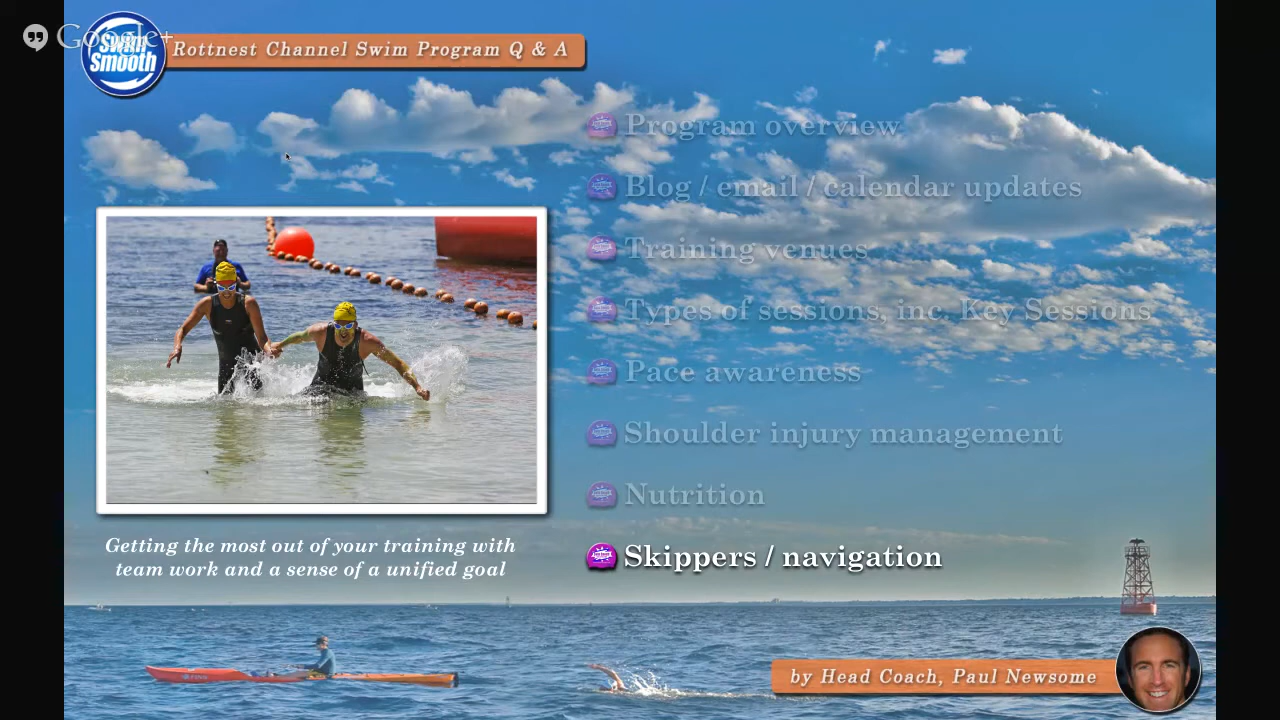 Google+
Swim
Smooth
Rottnest Channel Swim Program Q & A
Program overview
Blog / email / calendar updates
Training venues
Types of sessions, inc. Key Sessions
Pace awareness
Shoulder injury management
Nutrition
Skippers / navigation
Getting the most out of your training with
team work and a sense of a unified goal
by Head Coach, Paul Newsome